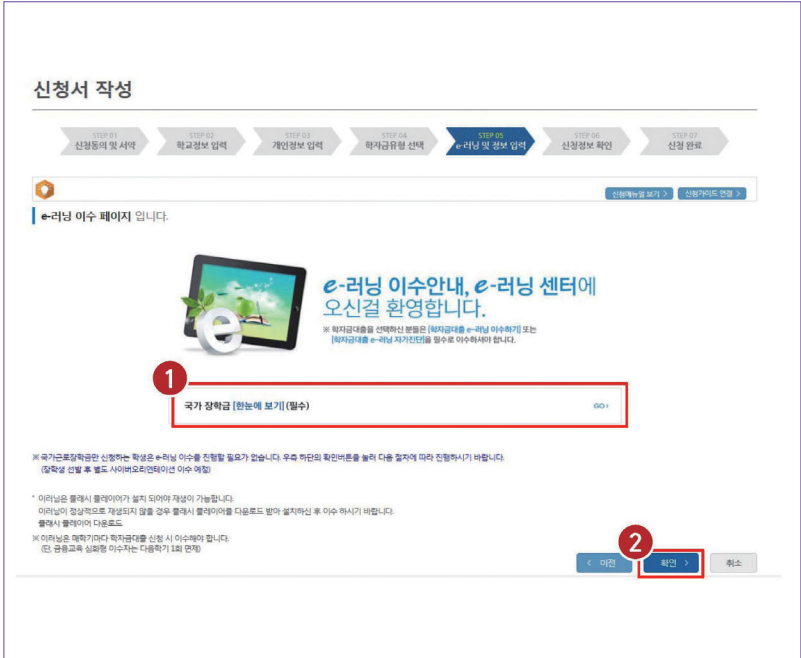 신청서 작성
STEP 01
신청동의 및 서약
STEP 02
학교정보 입력
STEP 03
개인정보 입력
STEP 04
학자금유형 선택
STEP 05
e-러닝 및 정보 입력
STEP 06
신청정보 확인
STEP 07
신청 완료
신청매뉴얼 보기 >
신청가이드 연결 >
e-러닝 이수 페이지 입니다.
e
e-러닝 이수안내, e-러닝 센터에
오신걸 환영합니다.
※ 학자금대출을 선택하신 분들은 [학자금대출 e-러닝 이수하기] 또는
[학자금대출 e-러닝 자가진단]을 필수로 이수하셔야 합니다.
1
국가 장학금 [한눈에 보기] (필수)
GO >
※ 국가근로장학금만 신청하는 학생은 e-러닝 이수를 진행할 필요가 없습니다. 우측 하단의 확인버튼을 눌러 다음 절차에 따라 진행하시기 바랍니다.
(장학생 선발 후 별도 사이버오리엔테이션 이수 예정)
* 이러닝은 플래시 플레이어가 설치 되어야 재생이 가능합니다.
이러닝이 정상적으로 재생되지 않을 경우 플래시 플레이어를 다운로드 받아 설치하신 후 이수 하시기 바랍니다.
플래시 플레이어 다운로드
※ 이러닝은 매학기마다 학자금대출 신청 시 이수해야 합니다.
(단, 금융교육 심화형 이수자는 다음학기 1회 면제)
2
< 이전
확인 >
취소